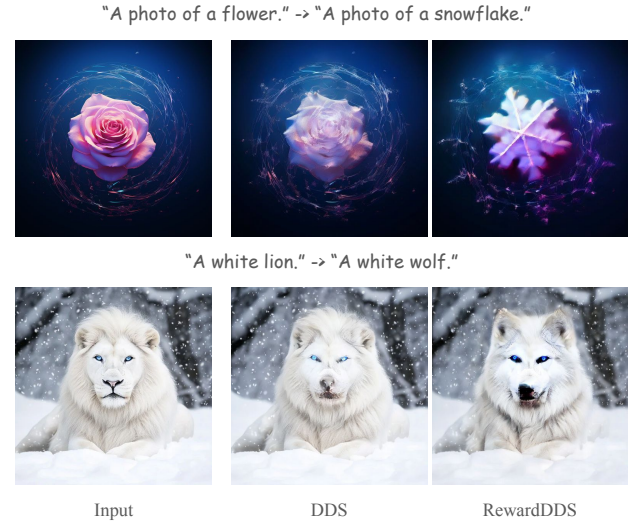 “A photo of a flower.” -> “A photo of a snowflake.”
“A white lion.” -> “A white wolf.”
Input DDS RewardDDS